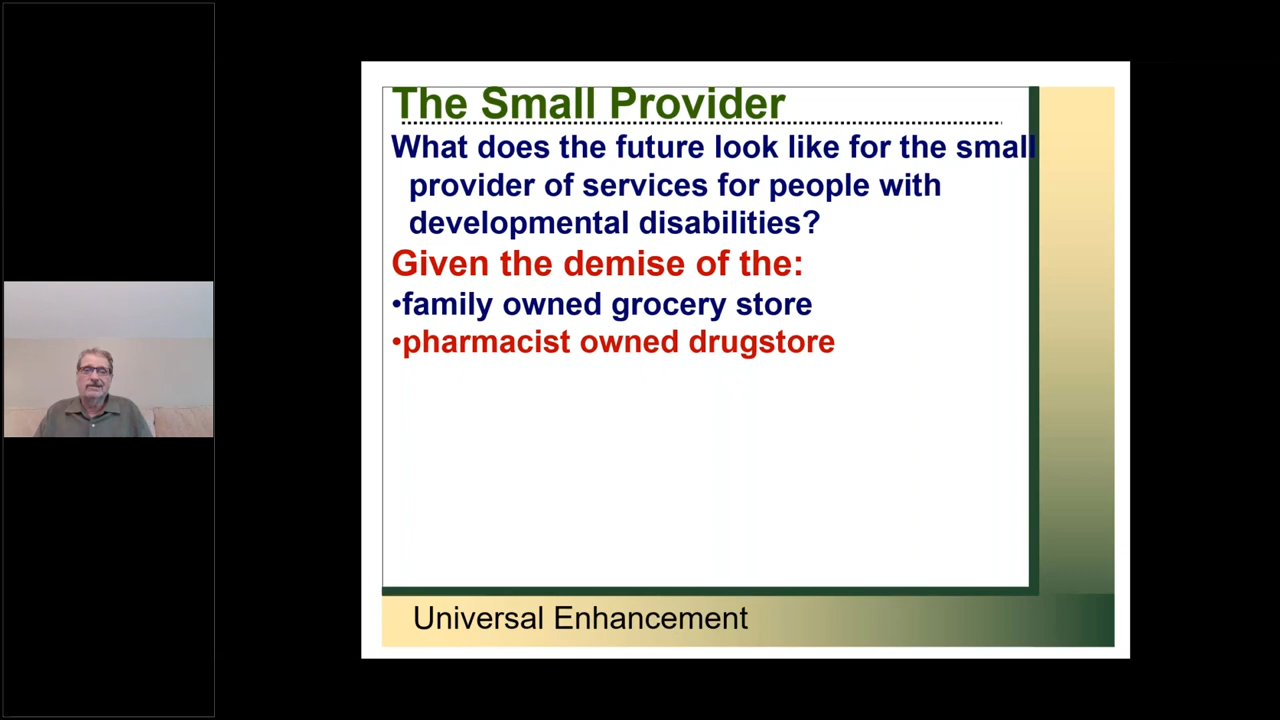 The Small Provider
What does the future look like for the small
provider of services for people with
developmental disabilities?
Given the demise of the:
•family owned grocery store
•pharmacist owned drugstore
Universal Enhancement